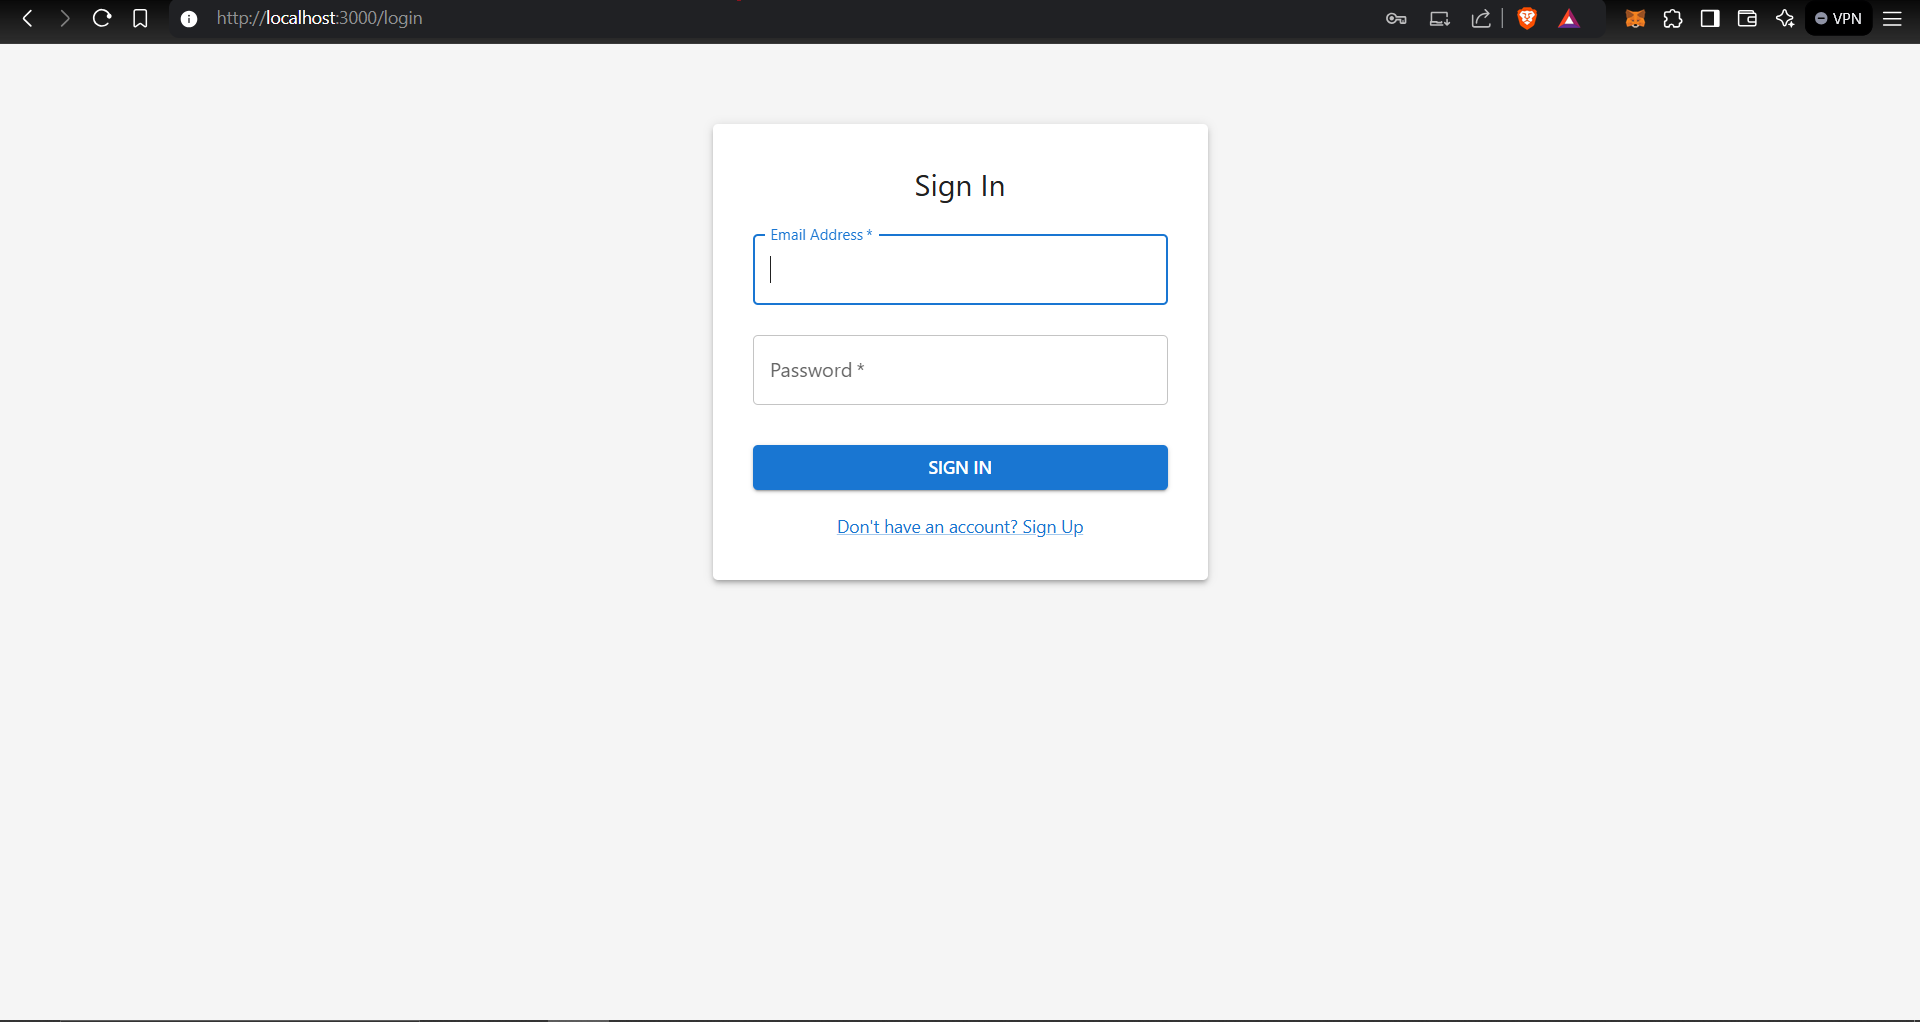 http://localhost:3000/login
VPN
Sign In
Email Address *
Password *
SIGN IN
Don't have an account? Sign Up